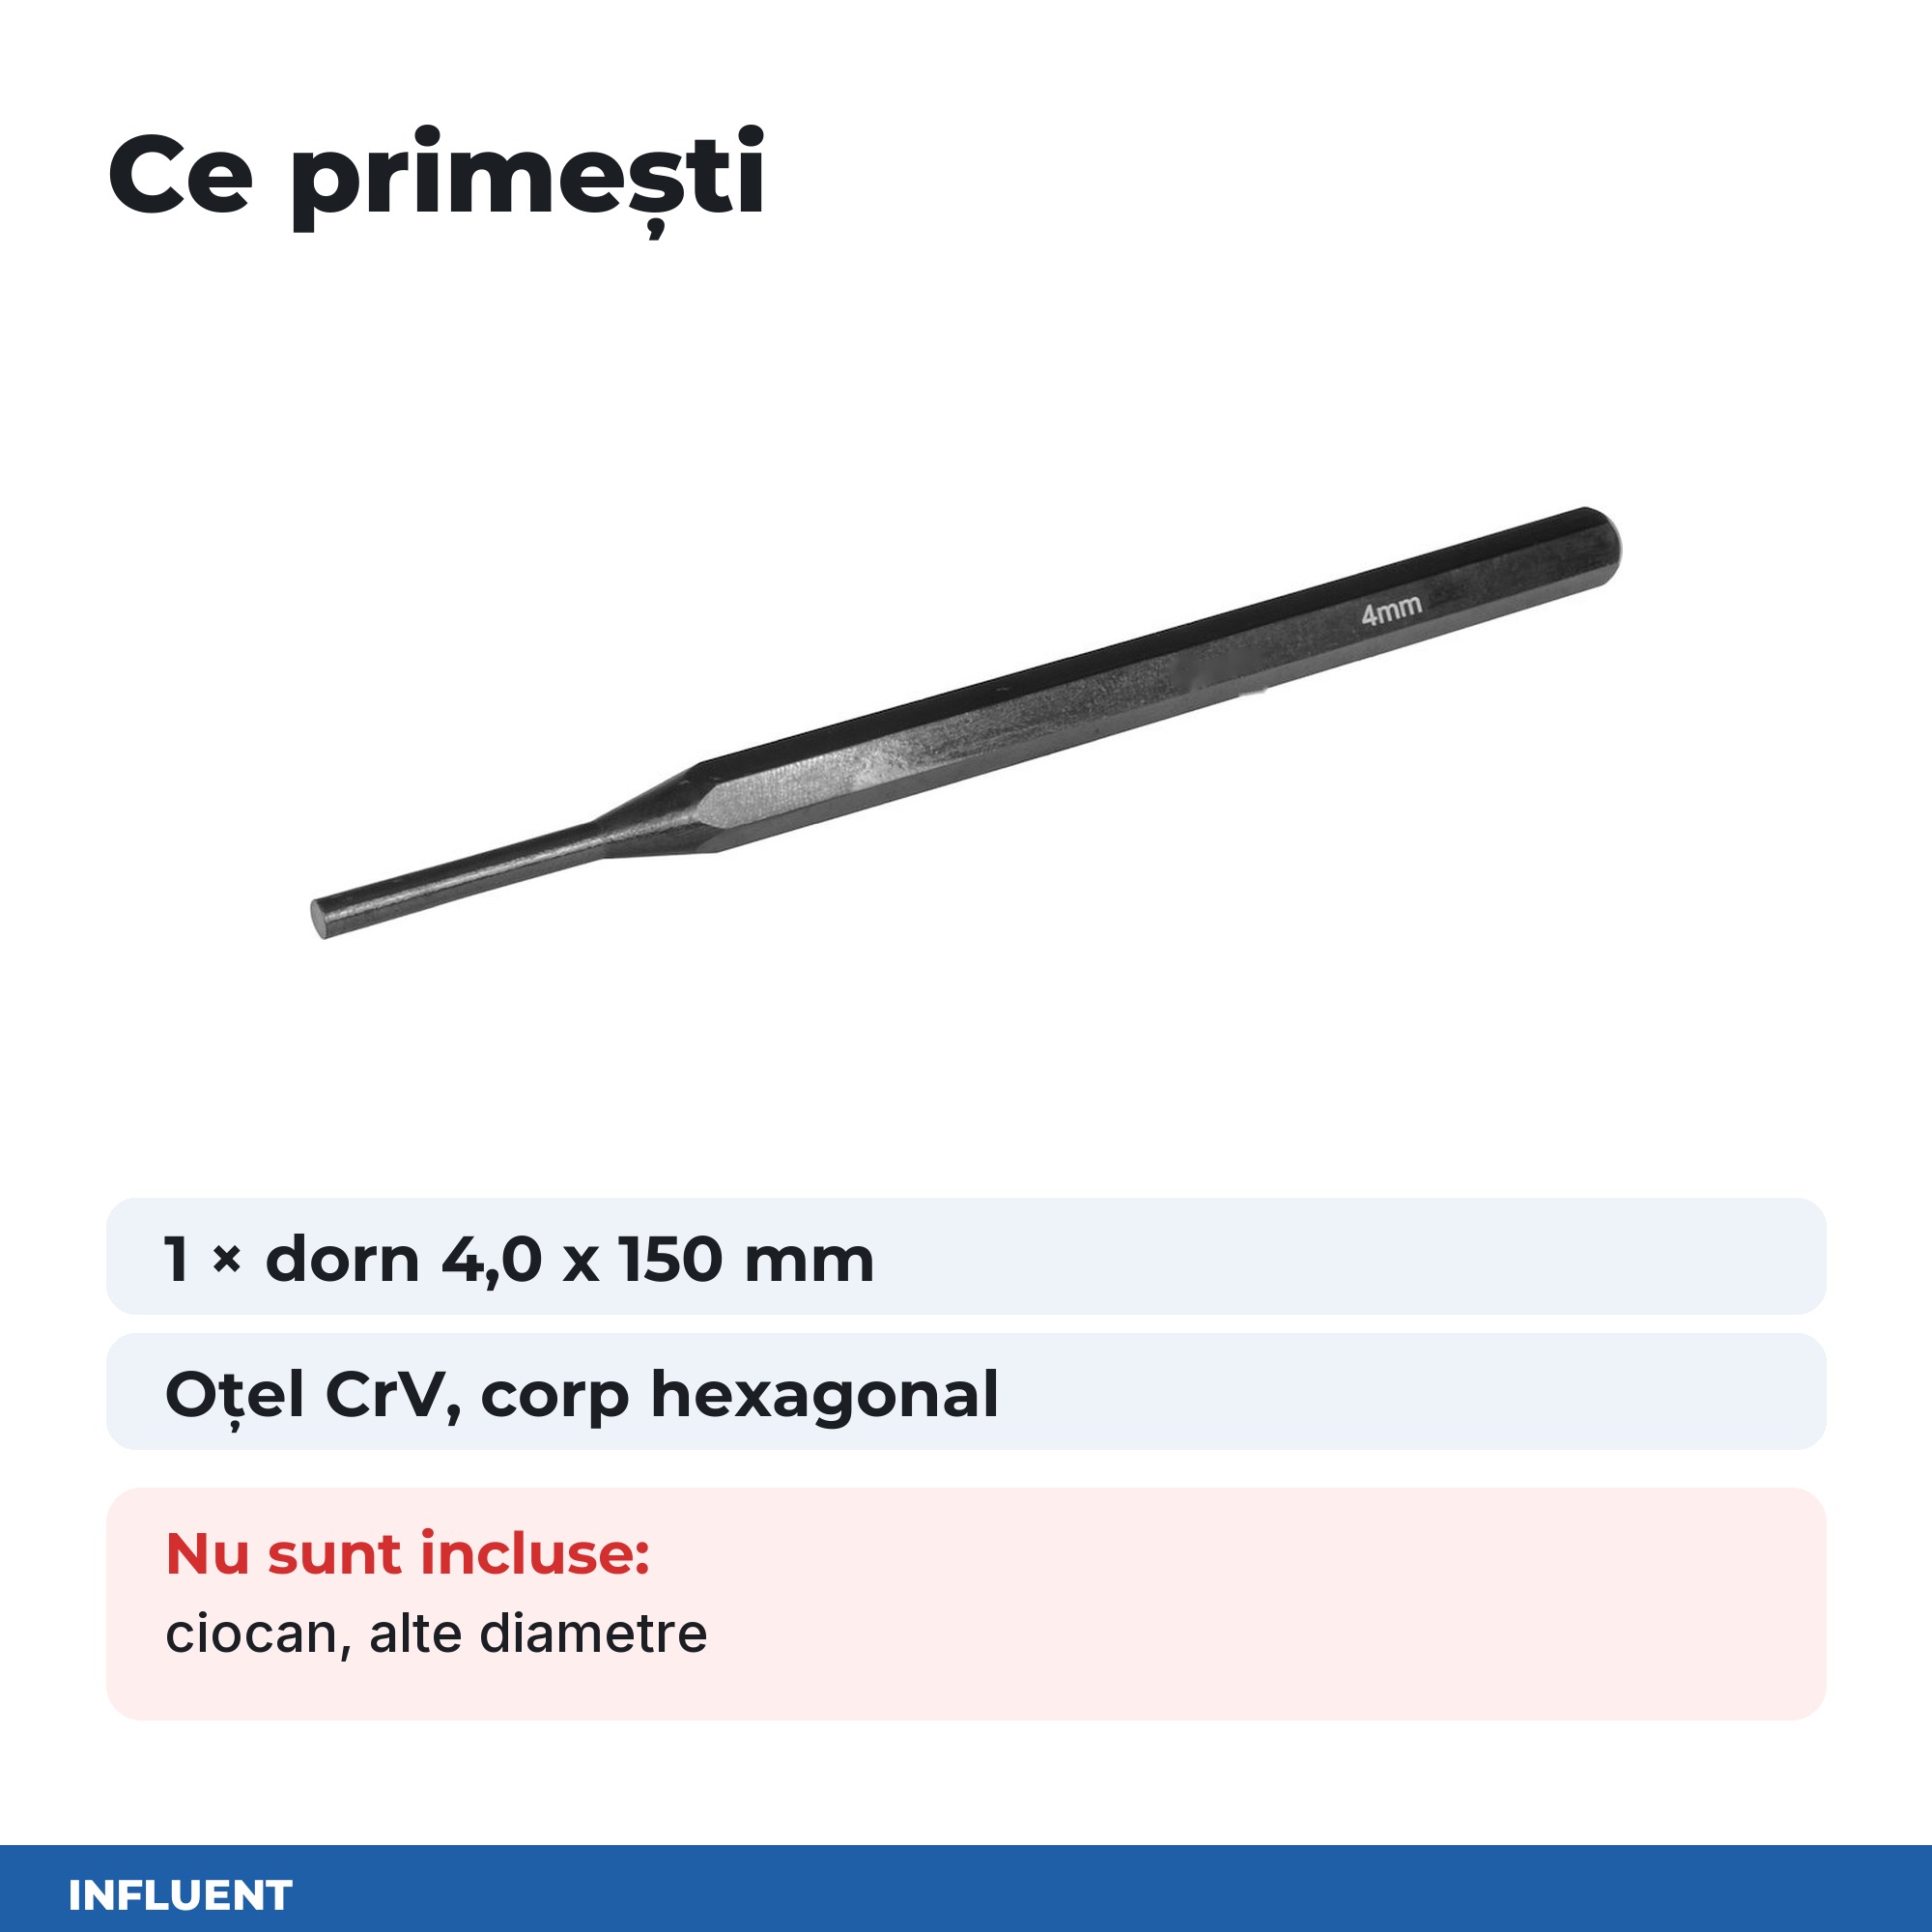 Ce primești
4mm
1 × dorn 4,0 x 150 mm
Oțel CrV, corp hexagonal
Nu sunt incluse:
ciocan, alte diametre
INFLUENT